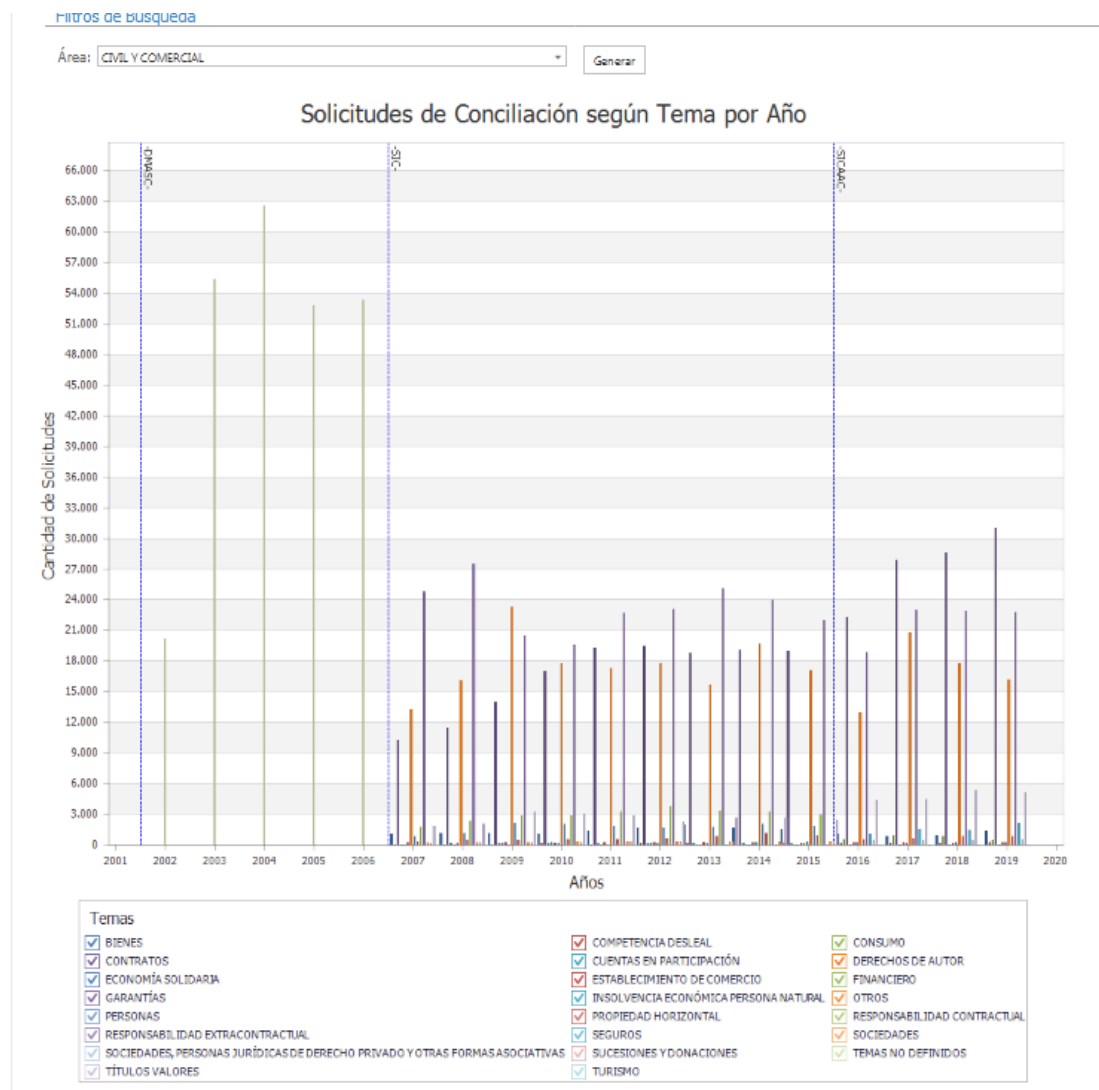 Filtros de Búsqueda
Área: CIVIL Y COMERCIAL Generar
Solicitudes de Conciliación según Tema por Año
-DMASC- -SIC- -SICAAC-
66.000
63.000
60.000
57.000
54.000
51.000
48.000
45.000
42.000
39.000
36.000
33.000
30.000
27.000
24.000
21.000
18.000
15.000
12.000
9.000
6.000
3.000
0
Cantidad de Solicitudes
2001 2002 2003 2004 2005 2006 2007 2008 2009 2010 2011 2012 2013 2014 2015 2016 2017 2018 2019 2020
Años
Temas
BIENES COMPETENCIA DESLEAL CONSUMO
CONTRATOS CUENTAS EN PARTICIPACIÓN DERECHOS DE AUTOR
ECONOMÍA SOLIDARIA ESTABLECIMIENTO DE COMERCIO FINANCIERO
GARANTÍAS INSOLVENCIA ECONÓMICA PERSONA NATURAL OTROS
PERSONAS PROPIEDAD HORIZONTAL RESPONSABILIDAD CONTRACTUAL
RESPONSABILIDAD EXTRACONTRACTUAL SEGUROS SOCIEDADES
SOCIEDADES, PERSONAS JURÍDICAS DE DERECHO PRIVADO Y OTRAS FORMAS ASOCIATIVAS SUCESIONES Y DONACIONES TEMAS NO DEFINIDOS
TÍTULOS VALORES TURISMO